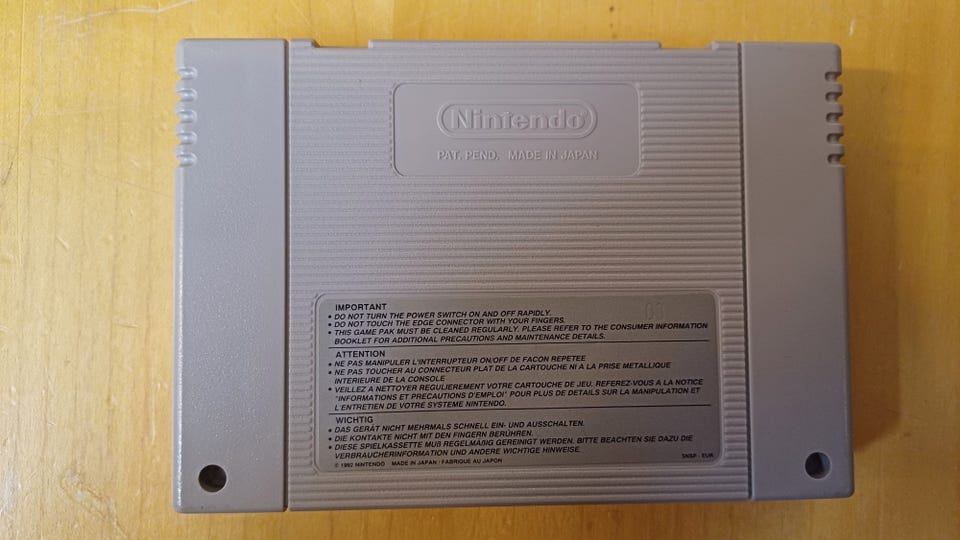 Nintendo®
PAT. PEND. MADE IN JAPAN
IMPORTANT
• DO NOT TURN THE POWER SWITCH ON AND OFF RAPIDLY.
• DO NOT TOUCH THE EDGE CONNECTOR WITH YOUR FINGERS.
• THIS GAME PAK MUST BE CLEANED REGULARLY. PLEASE REFER TO THE CONSUMER INFORMATION
BOOKLET FOR ADDITIONAL PRECAUTIONS AND MAINTENANCE DETAILS.
ATTENTION
• NE PAS MANIPULER L'INTERRUPTEUR ON/OFF DE FACON REPETEE
• NE PAS TOUCHER AU CONNECTEUR PLAT DE LA CARTOUCHE NI A LA PRISE METALLIQUE
INTERIEURE DE LA CONSOLE
• VEILLEZ A NETTOYER REGULIEREMENT VOTRE CARTOUCHE DE JEU. REFEREZ-VOUS A LA NOTICE
"INFORMATIONS ET PRECAUTIONS D'EMPLOI" POUR PLUS DE DETAILS SUR LA MANIPULATION ET
L'ENTRETIEN DE VOTRE SYSTEME NINTENDO.
WICHTIG
• DAS GERÄT NICHT MEHRMALS SCHNELL EIN- UND AUSSCHALTEN.
• DIE KONTAKTE NICHT MIT DEN FINGERN BERÜHREN.
• DIESE SPIELKASSETTE MUß REGELMÄßIG GEREINIGT WERDEN. BITTE BEACHTEN SIE DAZU DIE
VERBRAUCHERINFORMATION UND ANDERE WICHTIGE HINWEISE.
© 1992 NINTENDO MADE IN JAPAN / FABRIQUE AU JAPON SNSP - EUR